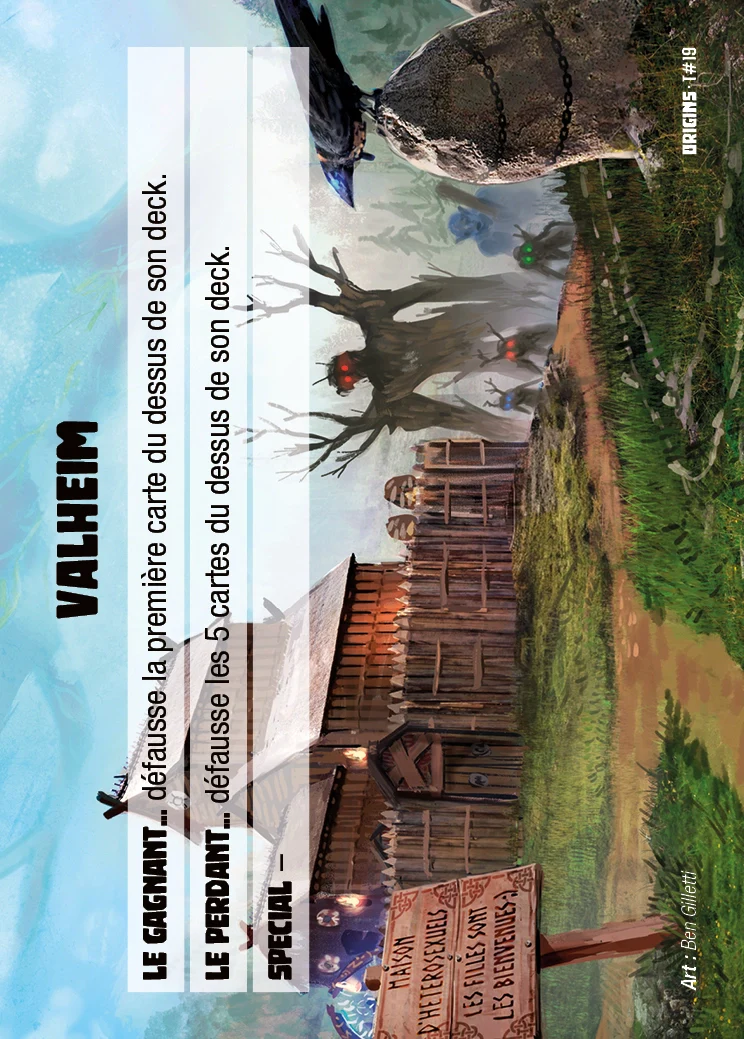 VALHEIM
LE GAGNANT... défausse la première carte du dessus de son deck.
LE PERDANT... défausse les 5 cartes du dessus de son deck.
SPECIAL –
MAISON
D'HETEROSEXUELS
LES FILLES SONT
LES BIENVENUES ;)
Art : Ben Gilletti
ORIGINS · T#19